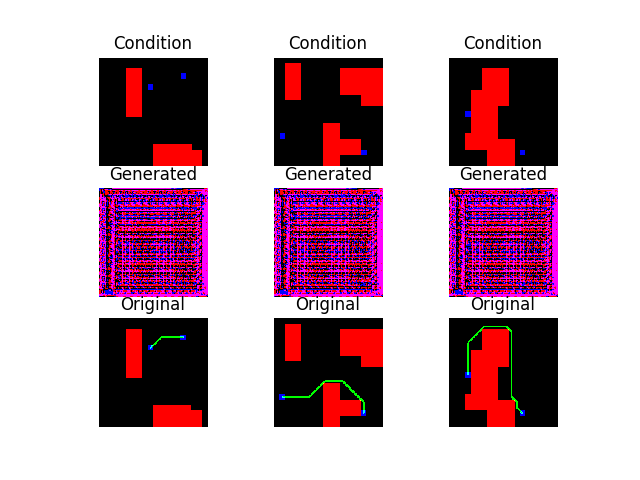 Condition Condition Condition
Generated Generated Generated
Original Original Original